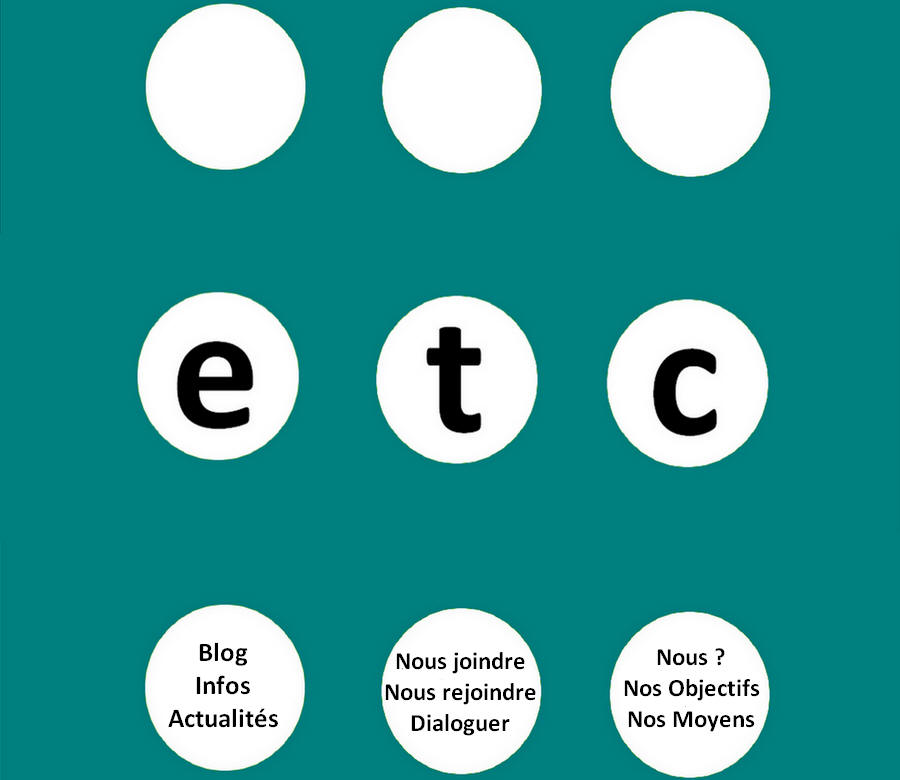 e t c
Blog
Infos
Actualités
Nous joindre
Nous rejoindre
Dialoguer
Nous ?
Nos Objectifs
Nos Moyens